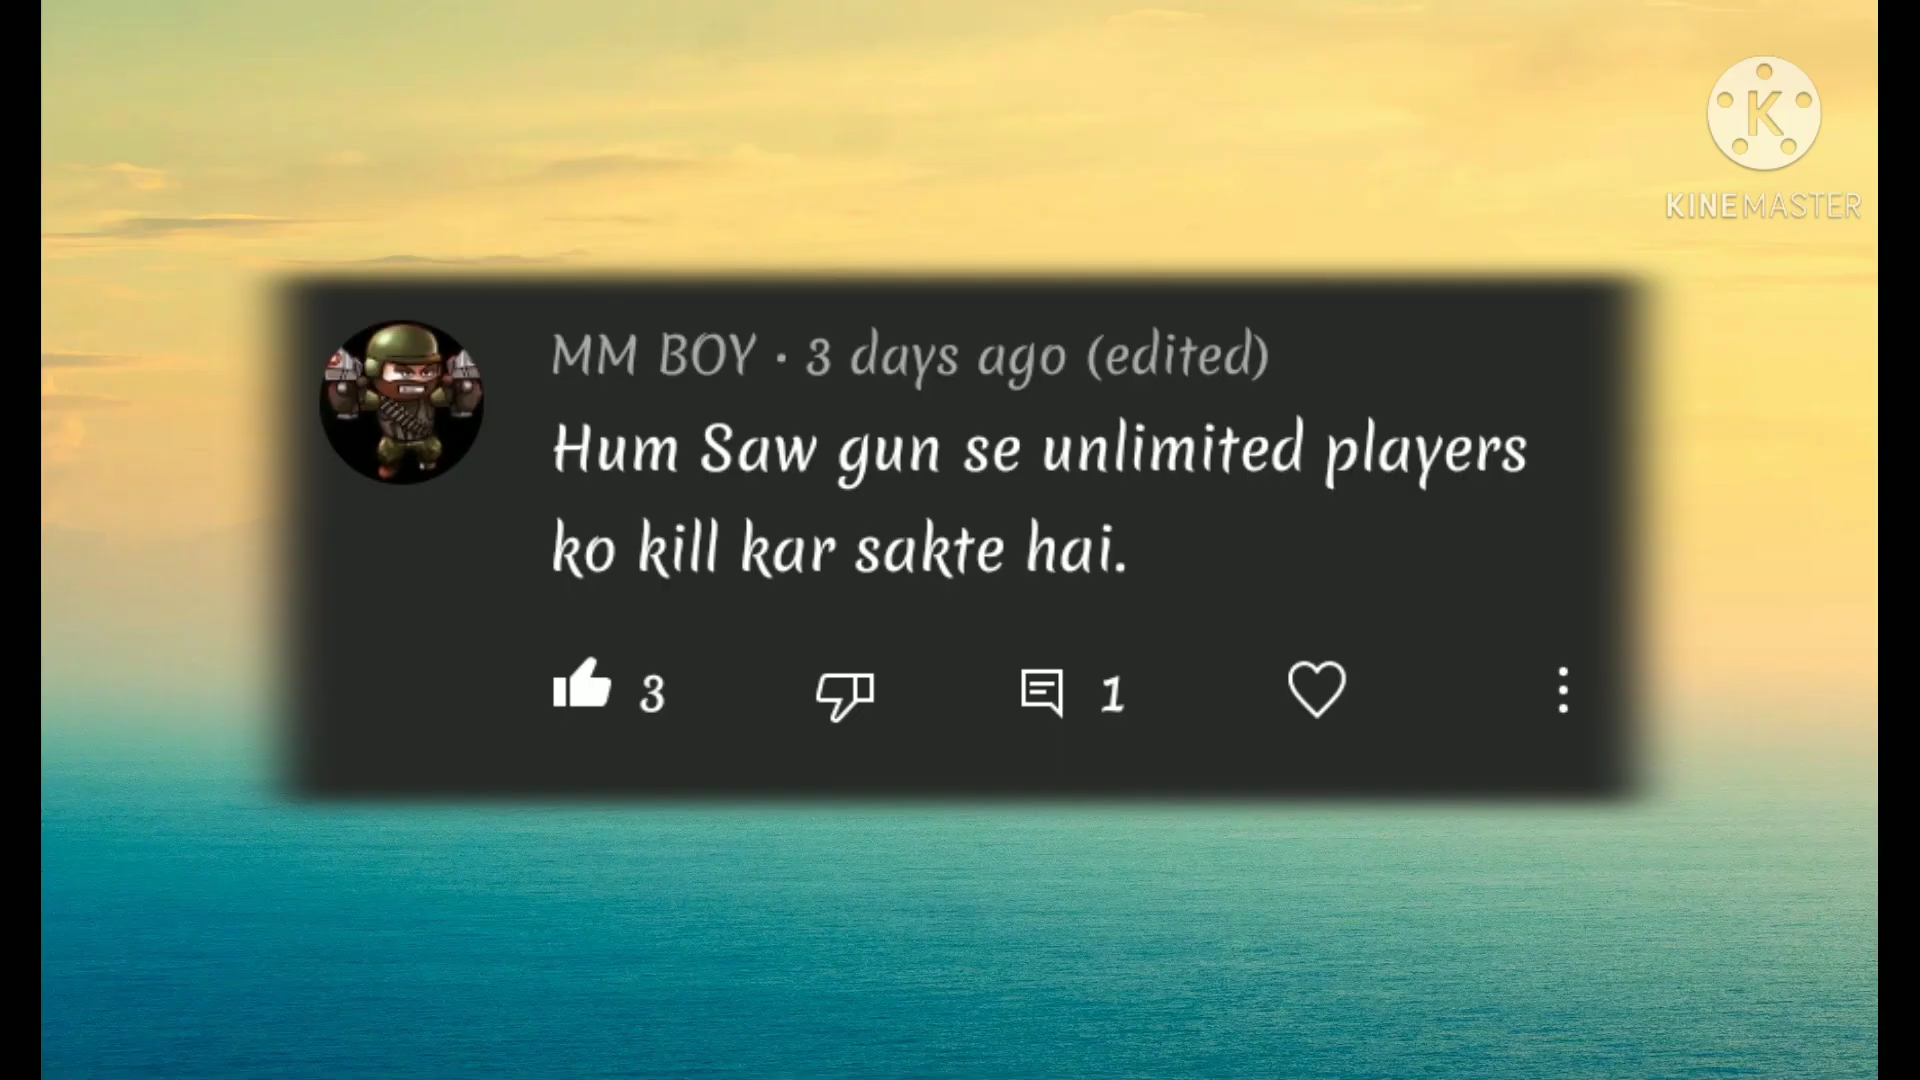 K
KINEMASTER
MM BOY · 3 days ago (edited)
Hum Saw gun se unlimited players
ko kill kar sakte hai.
3 1